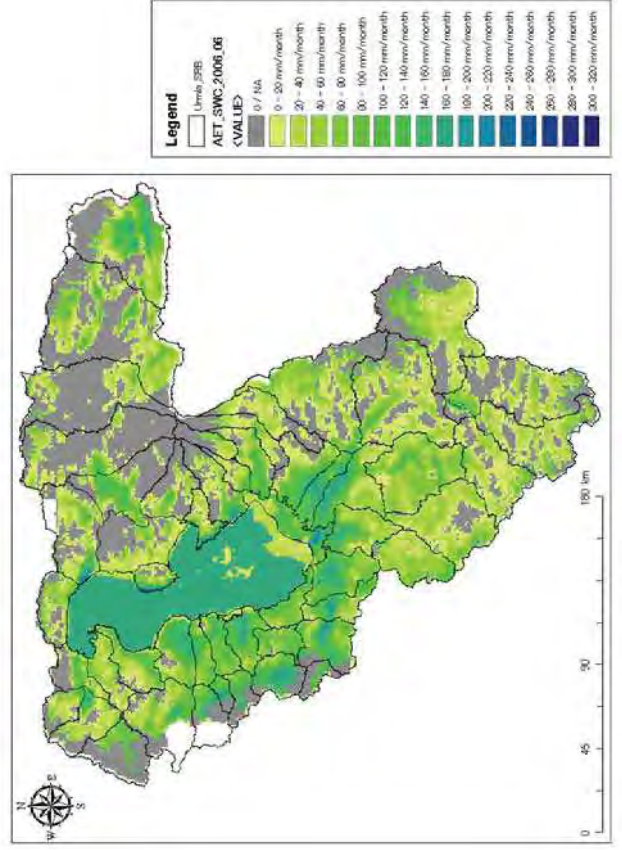 Legend
Urmia_SRB
AET_SWC_2006_06
<VALUE>
0 / NA
0 - 20 mm/month
20 - 40 mm/month
40 - 60 mm/month
60 - 80 mm/month
80 - 100 mm/month
100 - 120 mm/month
120 - 140 mm/month
140 - 160 mm/month
160 - 180 mm/month
180 - 200 mm/month
200 - 220 mm/month
220 - 240 mm/month
240 - 260 mm/month
260 - 280 mm/month
280 - 300 mm/month
300 - 320 mm/month
N
W E
S
0 45 90 180 km